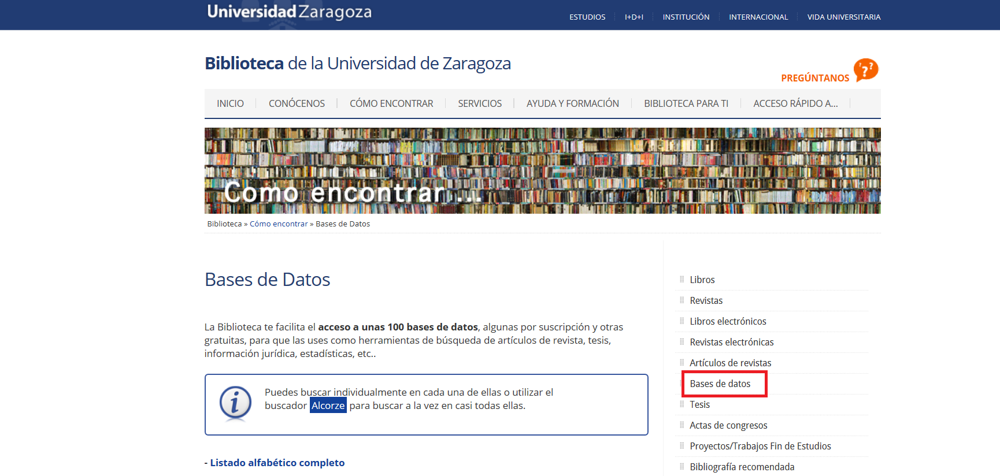 Universidad Zaragoza
ESTUDIOS
I+D+I
INSTITUCIÓN
INTERNACIONAL
VIDA UNIVERSITARIA
Biblioteca de la Universidad de Zaragoza
PREGÚNTANOS
???
INICIO
CONÓCENOS
CÓMO ENCONTRAR
SERVICIOS
AYUDA Y FORMACIÓN
BIBLIOTECA PARA TI
ACCESO RÁPIDO A...
Como encontrar ...
Biblioteca » Cómo encontrar » Bases de Datos
Bases de Datos
La Biblioteca te facilita el acceso a unas 100 bases de datos, algunas por suscripción y otras
gratuitas, para que las uses como herramientas de búsqueda de artículos de revista, tesis,
información jurídica, estadísticas, etc..
i
Puedes buscar individualmente en cada una de ellas o utilizar el
buscador Alcorze para buscar a la vez en casi todas ellas.
- Listado alfabético completo
Libros
Revistas
Libros electrónicos
Revistas electrónicas
Artículos de revistas
Bases de datos
Tesis
Actas de congresos
Proyectos/Trabajos Fin de Estudios
Bibliografía recomendada